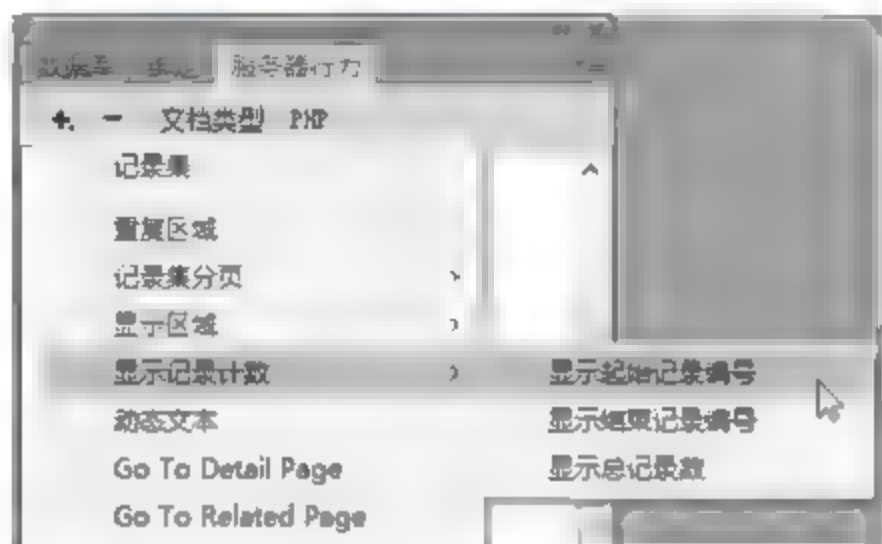 数据库 绑定 服务器行为
文档类型 PHP
记录集
重复区域
记录集分页
显示区域
显示记录计数 显示起始记录编号
动态文本 显示结束记录编号
Go To Detail Page 显示总记录数
Go To Related Page